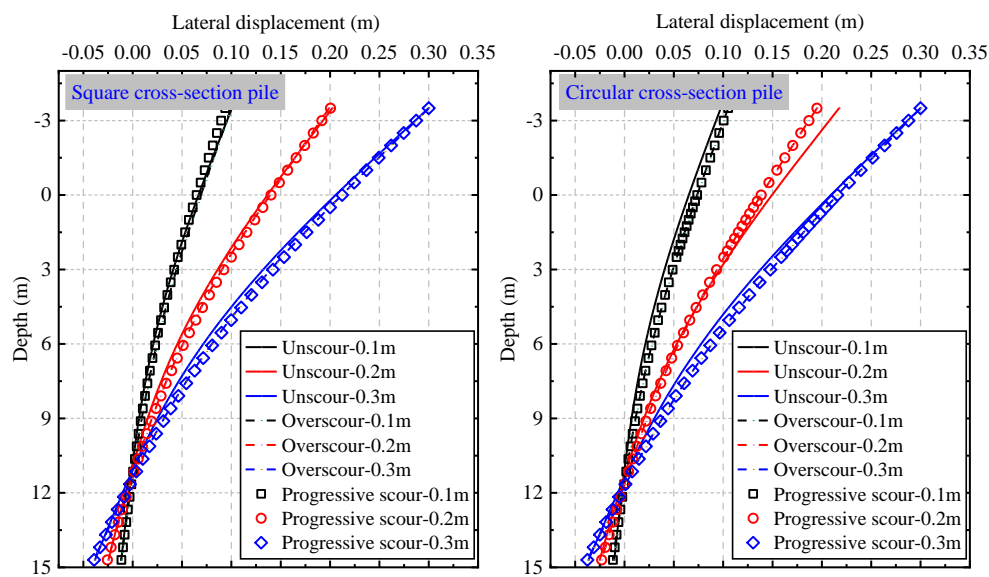 Lateral displacement (m)
-0.05 0.00 0.05 0.10 0.15 0.20 0.25 0.30 0.35
Square cross-section pile
-3
0
3
6
9
12
15
Depth (m)
Unscour-0.1m
Unscour-0.2m
Unscour-0.3m
Overscour-0.1m
Overscour-0.2m
Overscour-0.3m
Progressive scour-0.1m
Progressive scour-0.2m
Progressive scour-0.3m
Lateral displacement (m)
-0.05 0.00 0.05 0.10 0.15 0.20 0.25 0.30 0.35
Circular cross-section pile
-3
0
3
6
9
12
15
Depth (m)
Unscour-0.1m
Unscour-0.2m
Unscour-0.3m
Overscour-0.1m
Overscour-0.2m
Overscour-0.3m
Progressive scour-0.1m
Progressive scour-0.2m
Progressive scour-0.3m